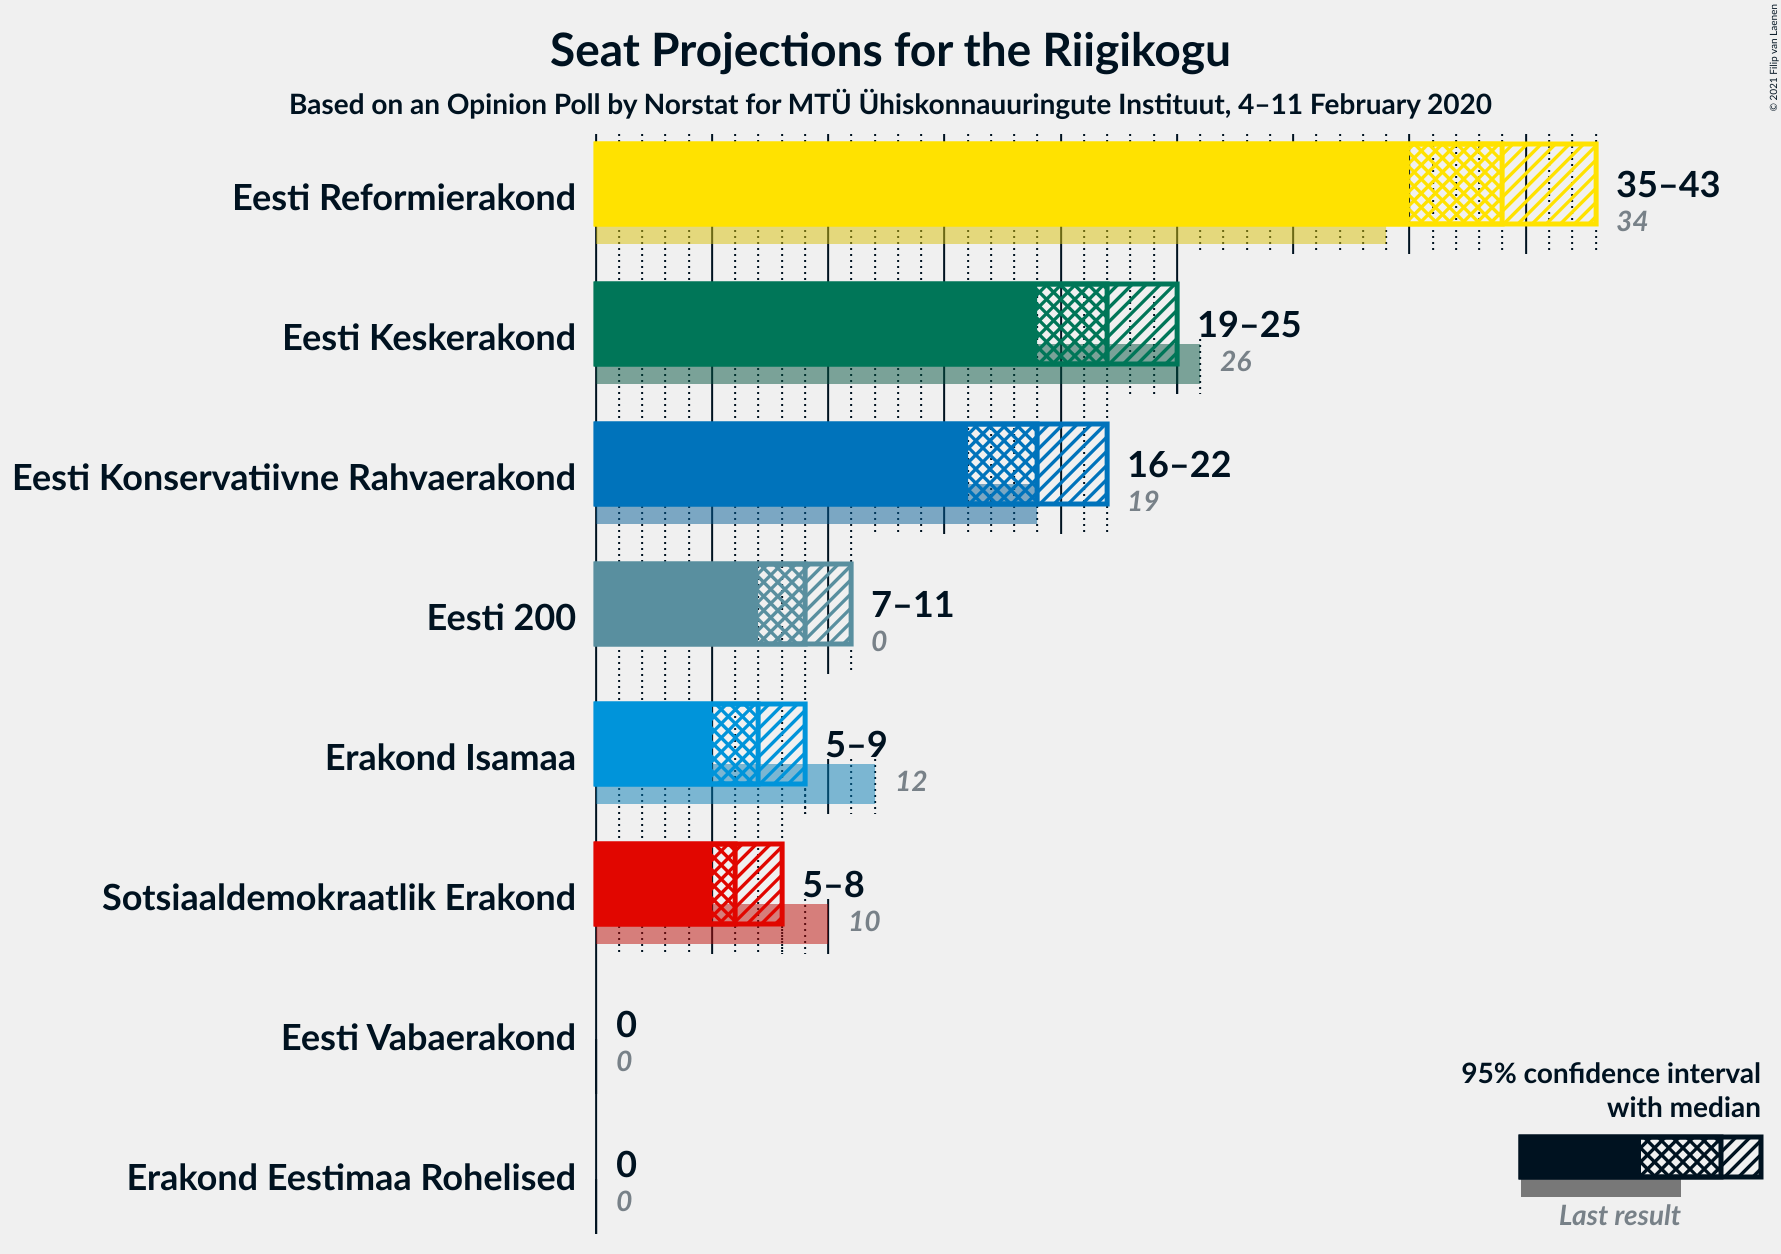 Seat Projections for the Riigikogu
Based on an Opinion Poll by Norstat for MTÜ Ühiskonnauuringute Instituut, 4–11 February 2020
© 2021 Filip van Laenen
Eesti Reformierakond
35–43
34
Eesti Keskerakond
19–25
26
Eesti Konservatiivne Rahvaerakond
16–22
19
Eesti 200
7–11
0
Erakond Isamaa
5–9
12
Sotsiaaldemokraatlik Erakond
5–8
10
Eesti Vabaerakond
0
0
Erakond Eestimaa Rohelised
0
0
95% confidence interval
with median
Last result